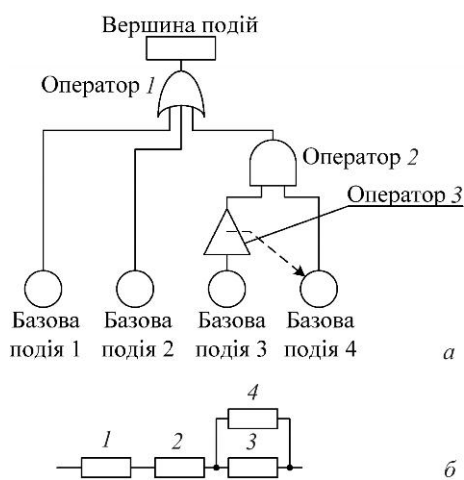 Вершина подій
Оператор 1
Оператор 2
Оператор 3
Базова подія 1
Базова подія 2
Базова подія 3
Базова подія 4
а
4
1 2 3
б